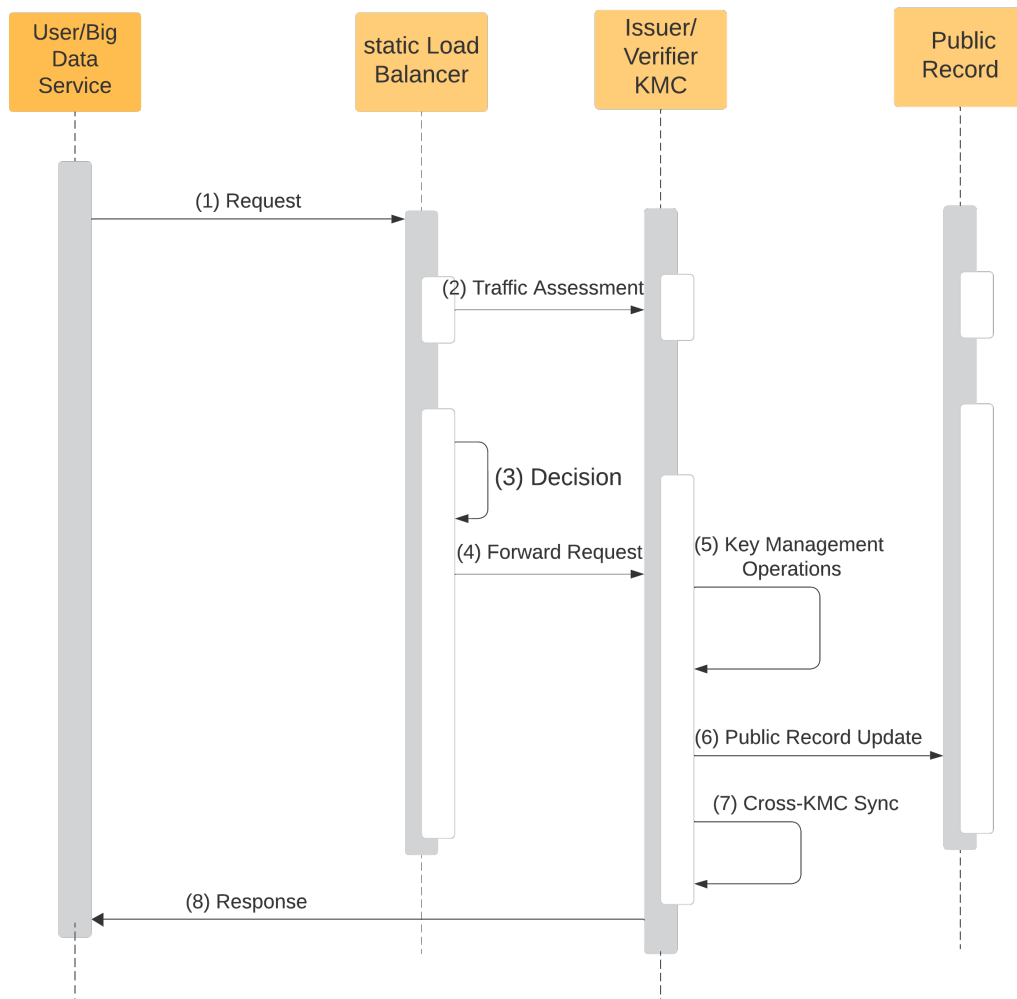 User/Big
Data
Service
static Load
Balancer
Issuer/
Verifier
KMC
Public
Record
(1) Request
(2) Traffic Assessment
(3) Decision
(4) Forward Request
(5) Key Management
Operations
(6) Public Record Update
(7) Cross-KMC Sync
(8) Response